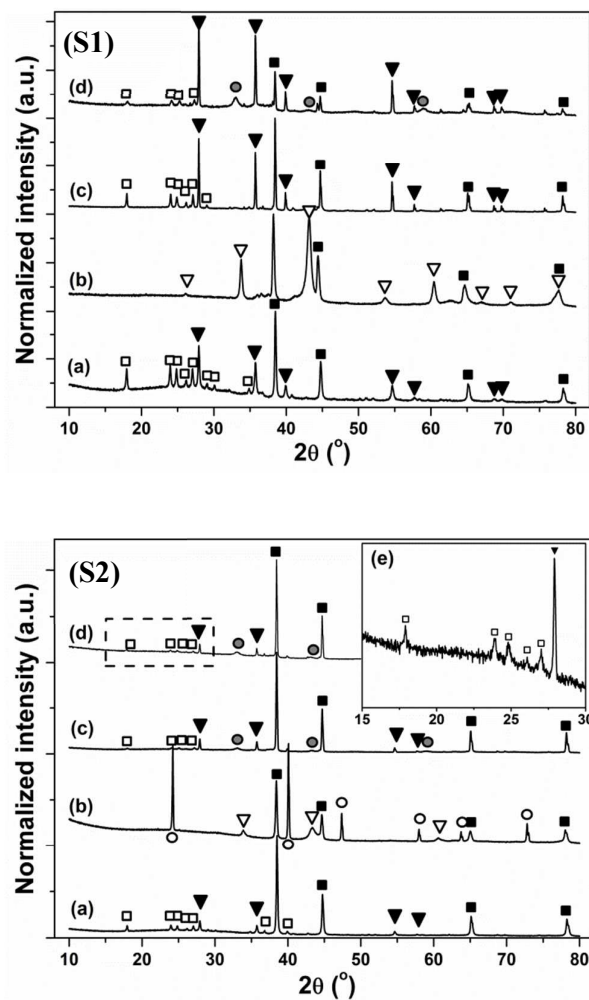 (S1)
Normalized intensity (a.u.)
(d)
(c)
(b)
(a)
10 20 30 40 50 60 70 80
2θ (°)
(S2)
Normalized intensity (a.u.)
(e)
15 20 25 30
(d)
(c)
(b)
(a)
10 20 30 40 50 60 70 80
2θ (°)